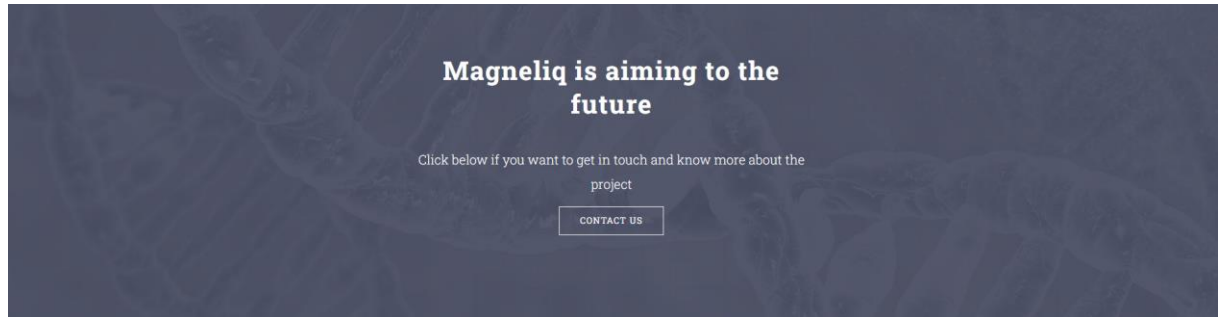 Magneliq is aiming to the
future
Click below if you want to get in touch and know more about the
project
CONTACT US